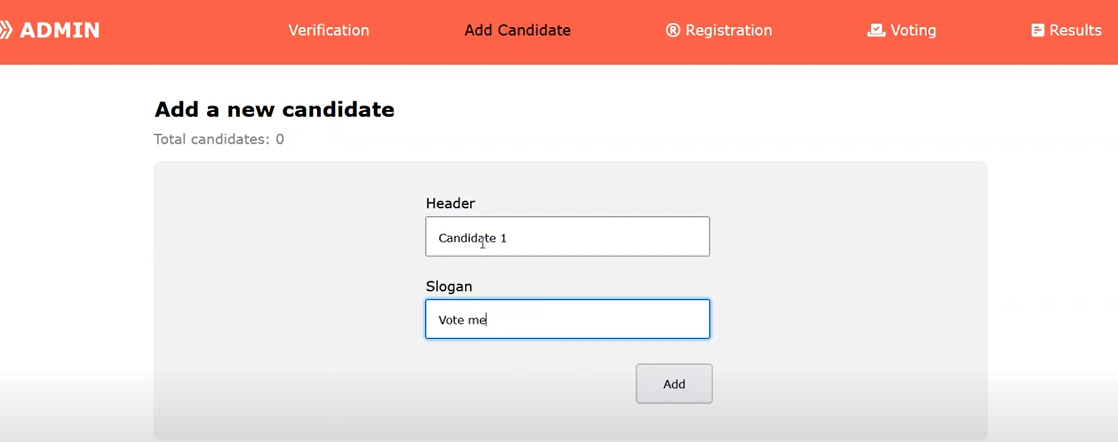 ADMIN Verification Add Candidate Registration Voting Results
Add a new candidate
Total candidates: 0
Header
Candidate 1
Slogan
Vote me
Add